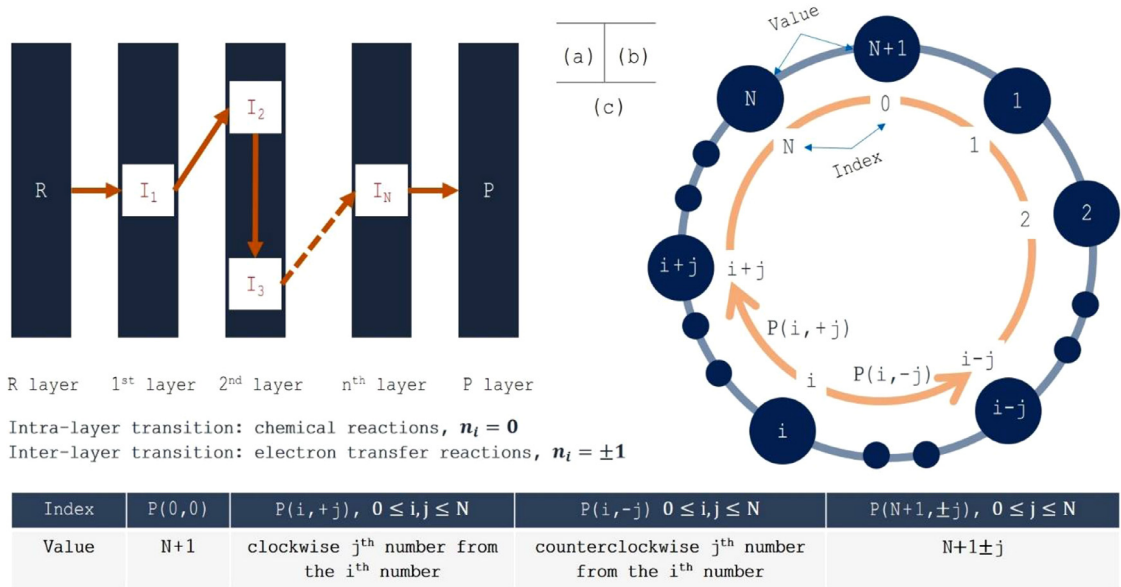 R
I₁
I₂
I₃
I_N
P
R layer
1ˢᵗ layer
2ⁿᵈ layer
nᵗʰ layer
P layer
Intra-layer transition: chemical reactions, nᵢ = 0
Inter-layer transition: electron transfer reactions, nᵢ = ±1
(a)
(b)
(c)
Value
N+1
N
1
0
N
1
Index
2
2
i+j
i+j
P(i,+j)
i-j
P(i,-j)
i
i-j
i
Index
P(0,0)
P(i,+j), 0 ≤ i,j ≤ N
P(i,-j) 0 ≤ i,j ≤ N
P(N+1,±j), 0 ≤ j ≤ N
Value
N+1
clockwise jᵗʰ number from
the iᵗʰ number
counterclockwise jᵗʰ number
from the iᵗʰ number
N+1±j